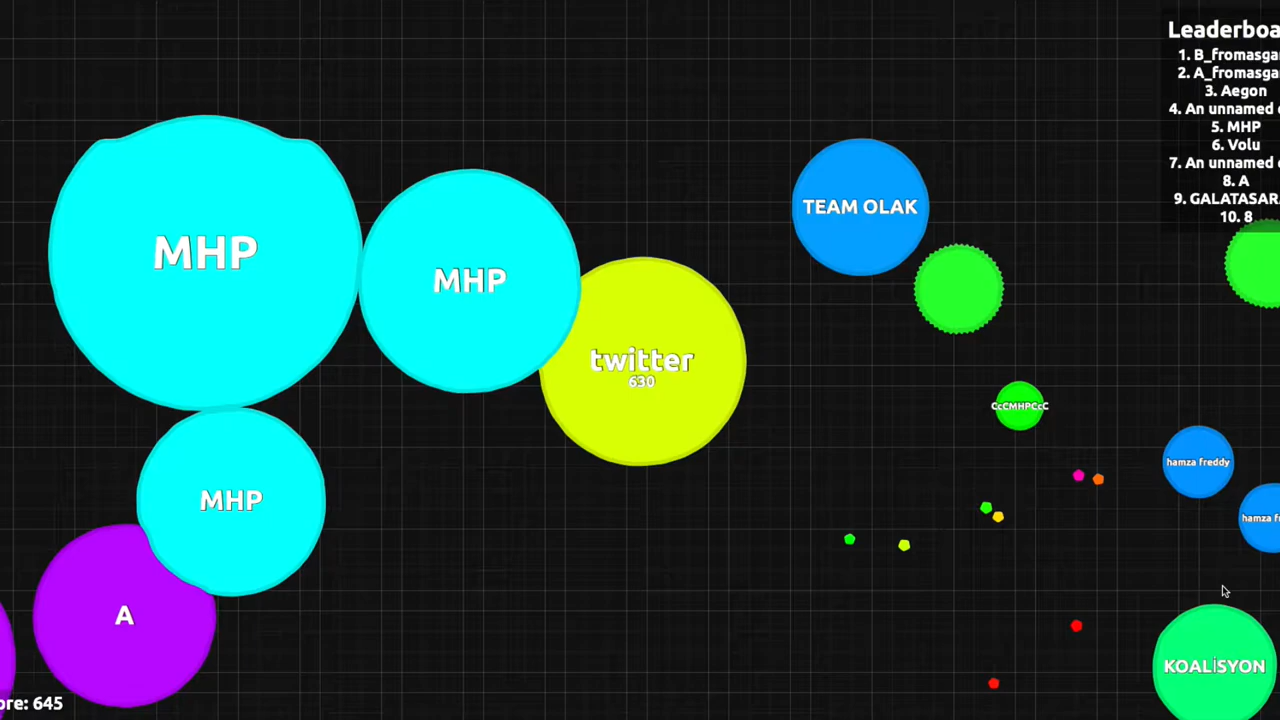 Leaderboa
1. B_fromasga
2. A_fromasga
3. Aegon
4. An unnamed
5. MHP
6. Volu
7. An unnamed
8. A
9. GALATASAR
10. 8
MHP
MHP
twitter
630
TEAM OLAK
CcCMHPCcC
hamza freddy
hamza f
MHP
A
KOALİSYON
ore: 645